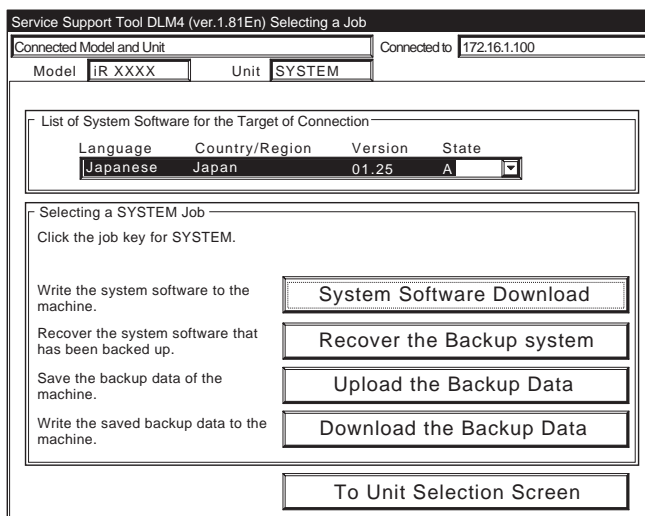 Service Support Tool DLM4 (ver.1.81En) Selecting a Job
Connected Model and Unit Connected to 172.16.1.100
Model iR XXXX Unit SYSTEM
List of System Software for the Target of Connection
Language Country/Region Version State
Japanese Japan 01.25 A
Selecting a SYSTEM Job
Click the job key for SYSTEM.
Write the system software to the
machine.
System Software Download
Recover the system software that
has been backed up.
Recover the Backup system
Save the backup data of the
machine.
Upload the Backup Data
Write the saved backup data to the
machine.
Download the Backup Data
To Unit Selection Screen